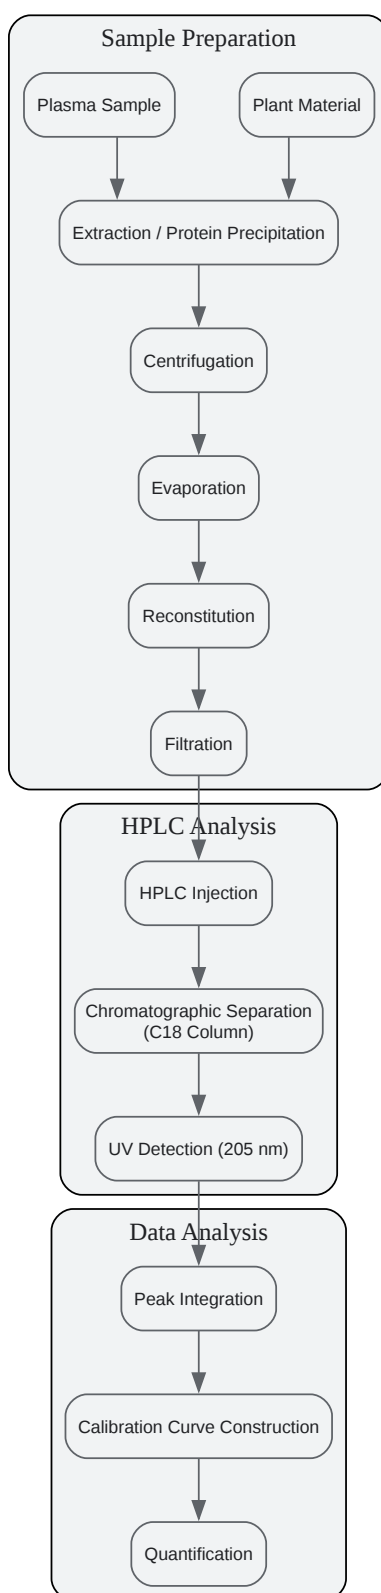 Sample Preparation
Plasma Sample
Plant Material
Extraction / Protein Precipitation
Centrifugation
Evaporation
Reconstitution
Filtration
HPLC Analysis
HPLC Injection
Chromatographic Separation
(C18 Column)
UV Detection (205 nm)
Data Analysis
Peak Integration
Calibration Curve Construction
Quantification